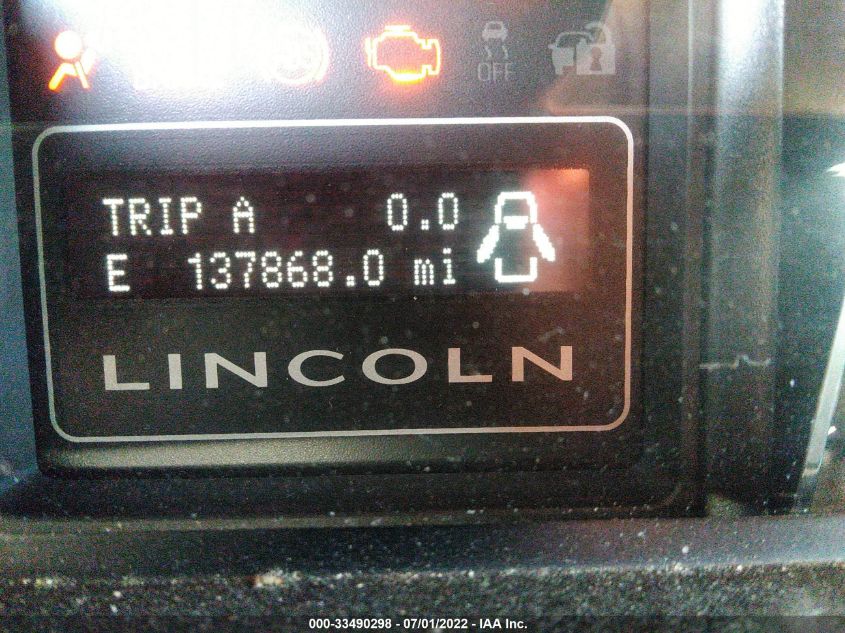 OFF
TRIP A 0.0
E 137868.0 mi
LINCOLN
000-33490298 - 07/01/2022 - IAA Inc.